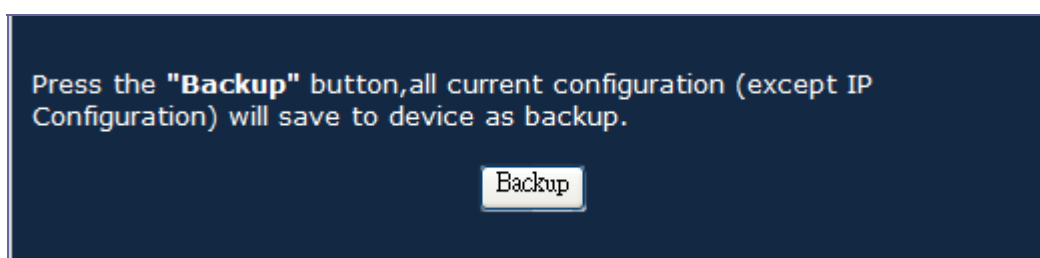 Press the "Backup" button,all current configuration (except IP
Configuration) will save to device as backup.
Backup